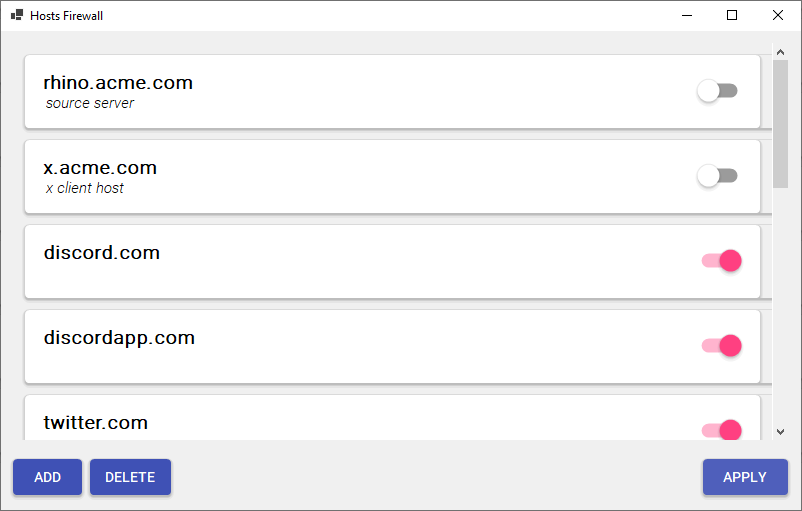 Hosts Firewall
rhino.acme.com
source server
x.acme.com
x client host
discord.com
discordapp.com
twitter.com
ADD DELETE APPLY